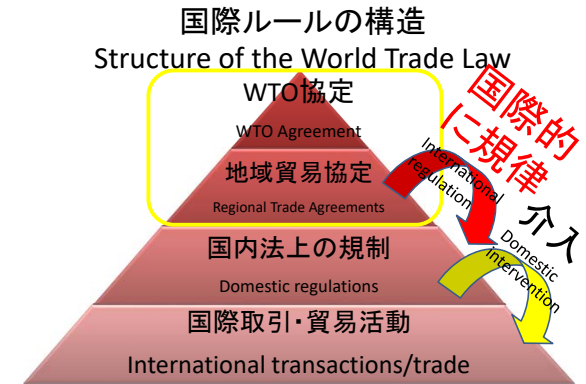 国際ルールの構造
Structure of the World Trade Law
WTO協定
WTO Agreement
地域貿易協定
Regional Trade Agreements
国内法上の規制
Domestic regulations
国際取引・貿易活動
International transactions/trade
国際的
に規律
International
regulation
介入
Domestic
intervention